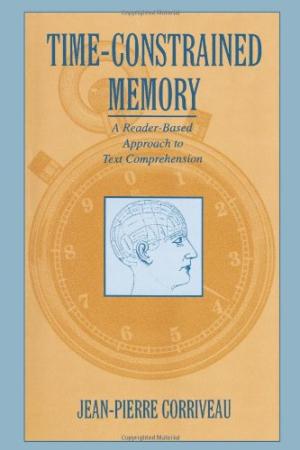 TIME-CONSTRAINED
MEMORY
A Reader-Based
Approach to
Text Comprehension
JEAN-PIERRE CORRIVEAU